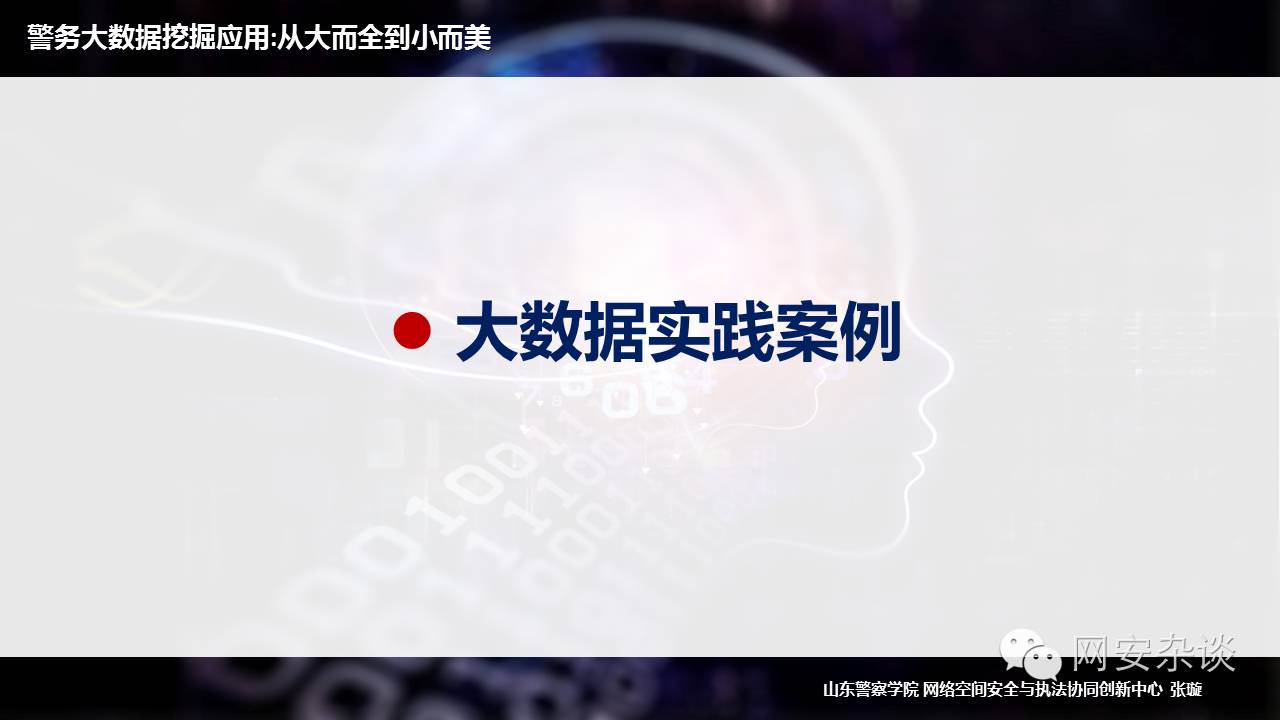 警务大数据挖掘应用:从大而全到小而美
● 大数据实践案例
网安杂谈
山东警察学院 网络空间安全与执法协同创新中心 张璇